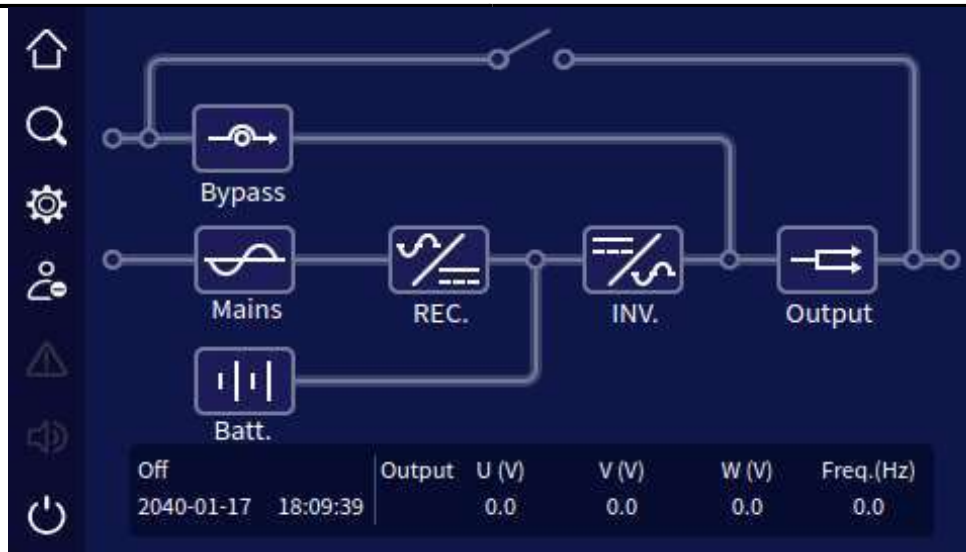 Bypass
Mains
REC.
INV.
Output
Batt.
Off Output U (V) V (V) W (V) Freq.(Hz)
2040-01-17 18:09:39 0.0 0.0 0.0 0.0